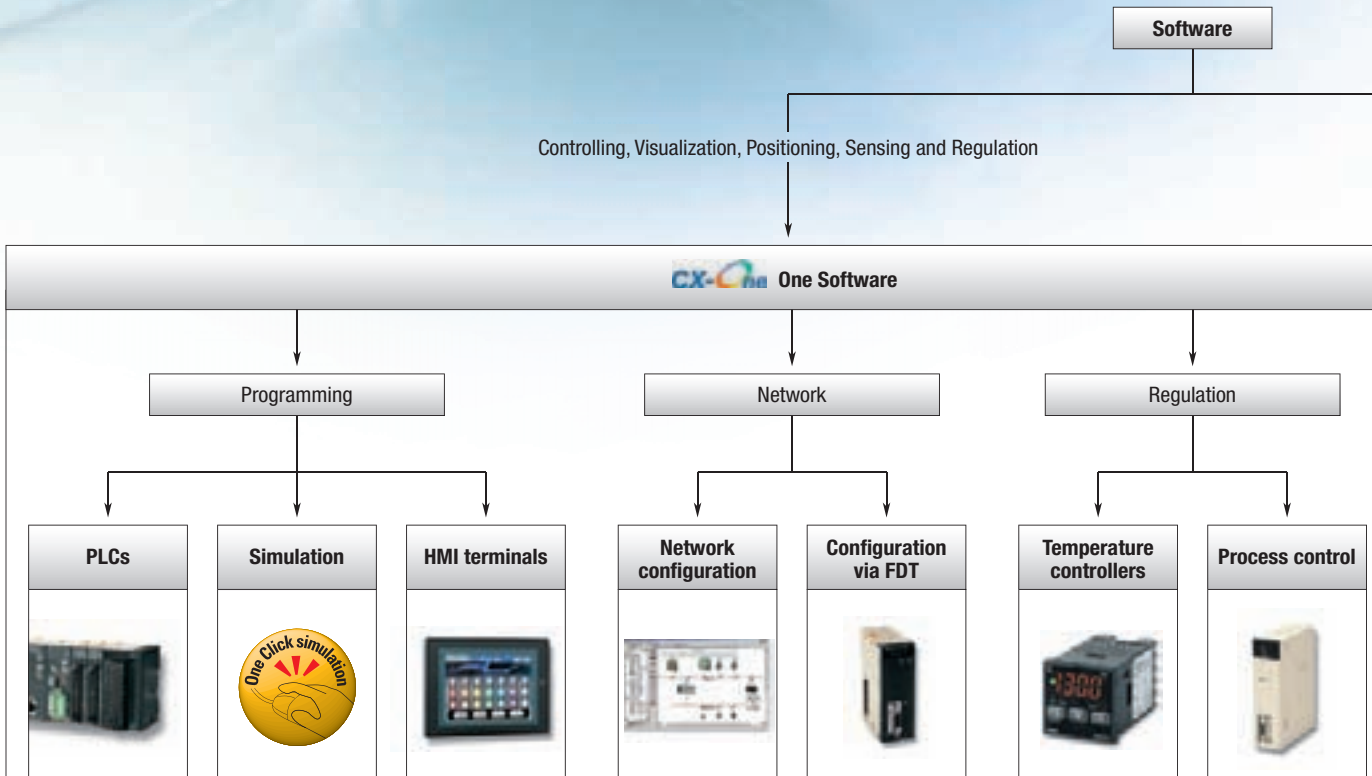 Software
Controlling, Visualization, Positioning, Sensing and Regulation
CX-One One Software
Programming
Network
Regulation
PLCs
Simulation
HMI terminals
Network
configuration
Configuration
via FDT
Temperature
controllers
Process control
One Click simulation
1300